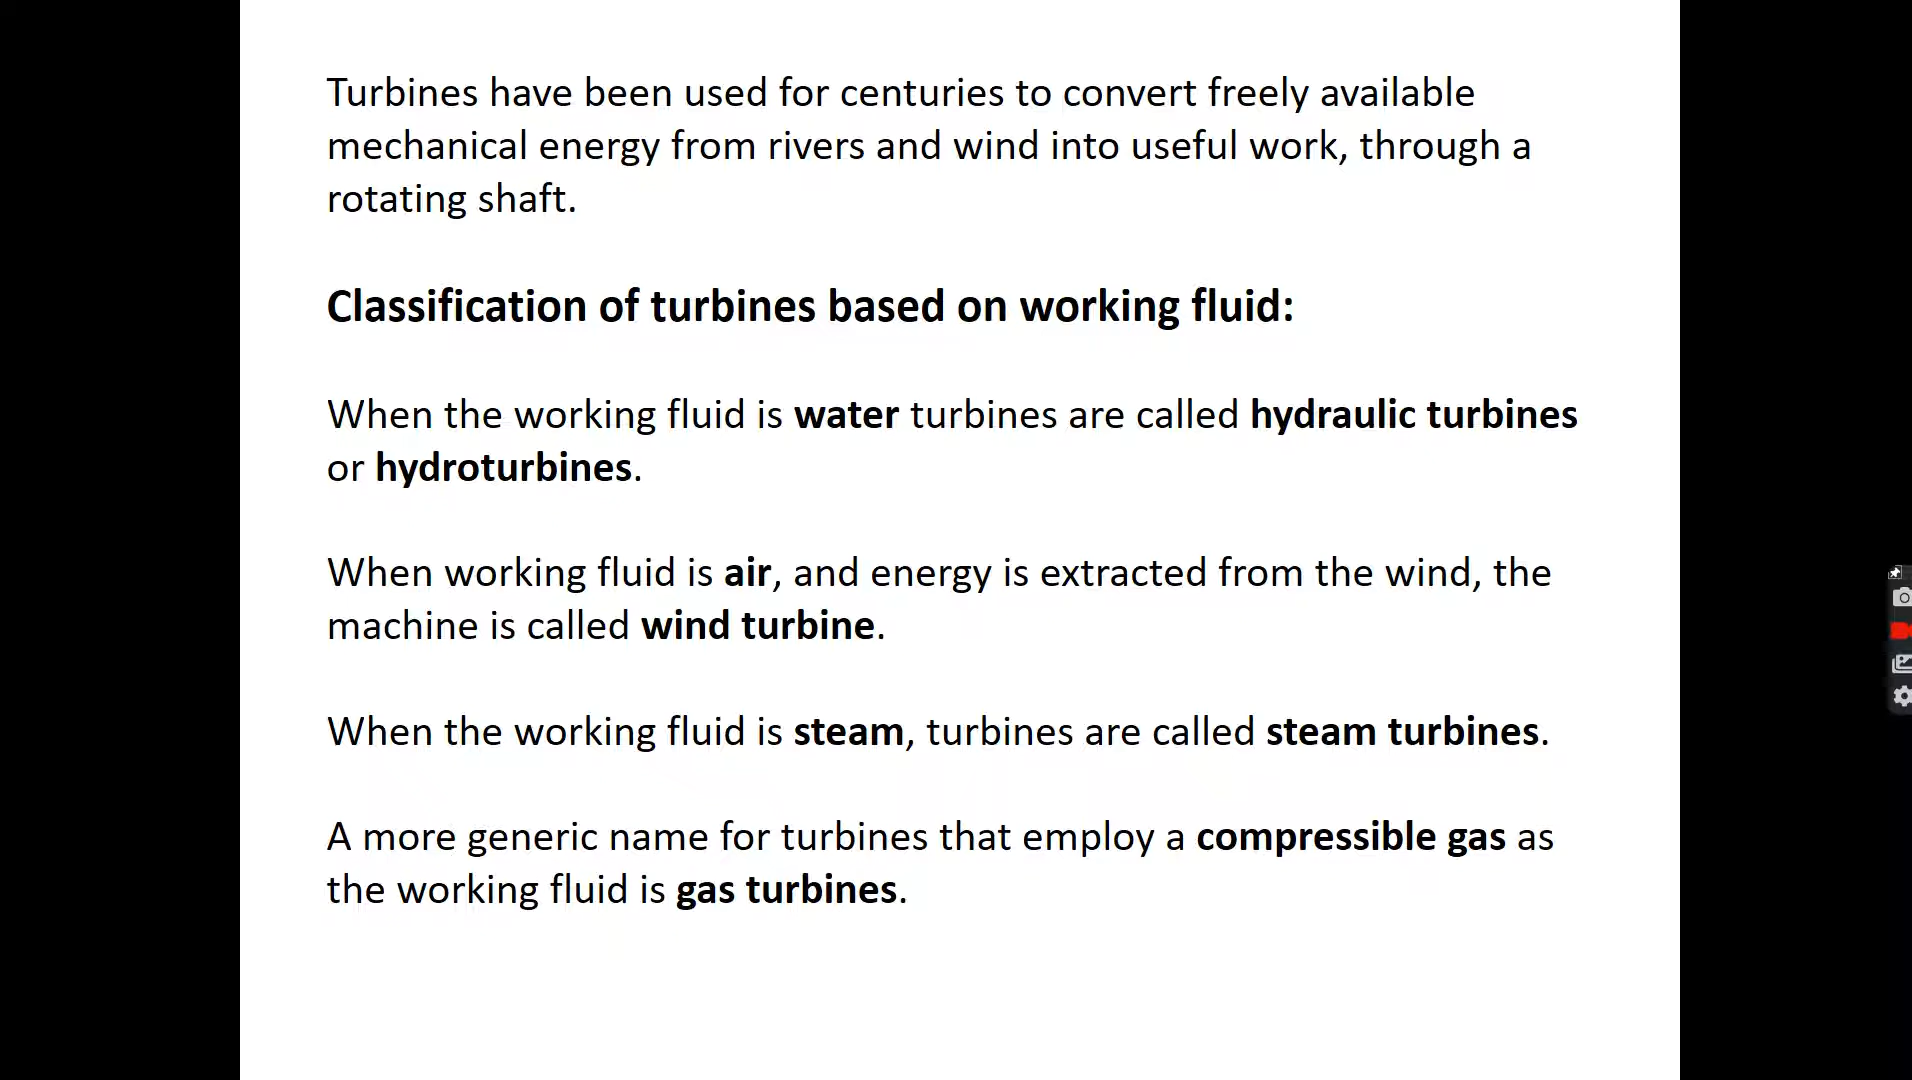 Turbines have been used for centuries to convert freely available
mechanical energy from rivers and wind into useful work, through a
rotating shaft.
Classification of turbines based on working fluid:
When the working fluid is water turbines are called hydraulic turbines
or hydroturbines.
When working fluid is air, and energy is extracted from the wind, the
machine is called wind turbine.
When the working fluid is steam, turbines are called steam turbines.
A more generic name for turbines that employ a compressible gas as
the working fluid is gas turbines.